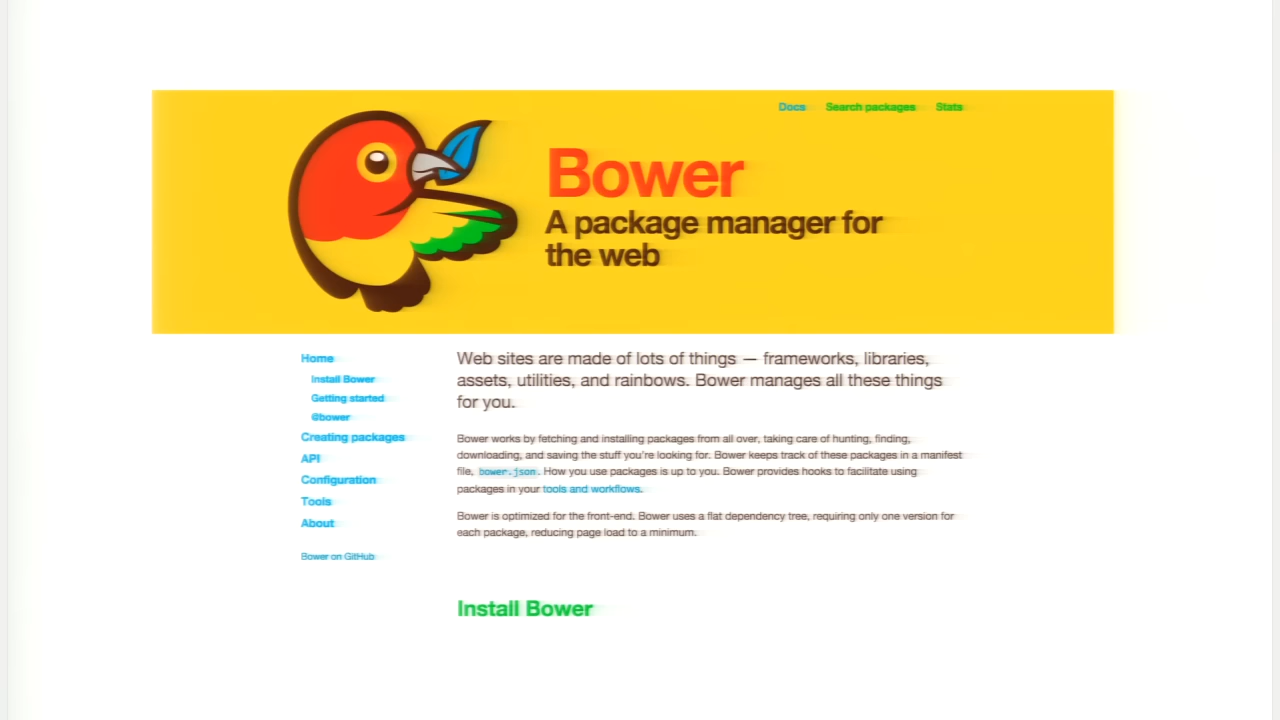 Docs Search packages Stats
Bower
A package manager for
the web
Home
Install Bower
Getting started
@bower
Creating packages
API
Configuration
Tools
About
Bower on GitHub
Web sites are made of lots of things — frameworks, libraries,
assets, utilities, and rainbows. Bower manages all these things
for you.
Bower works by fetching and installing packages from all over, taking care of hunting, finding,
downloading, and saving the stuff you're looking for. Bower keeps track of these packages in a manifest
file, bower.json. How you use packages is up to you. Bower provides hooks to facilitate using
packages in your tools and workflows.
Bower is optimized for the front-end. Bower uses a flat dependency tree, requiring only one version for
each package, reducing page load to a minimum.
Install Bower